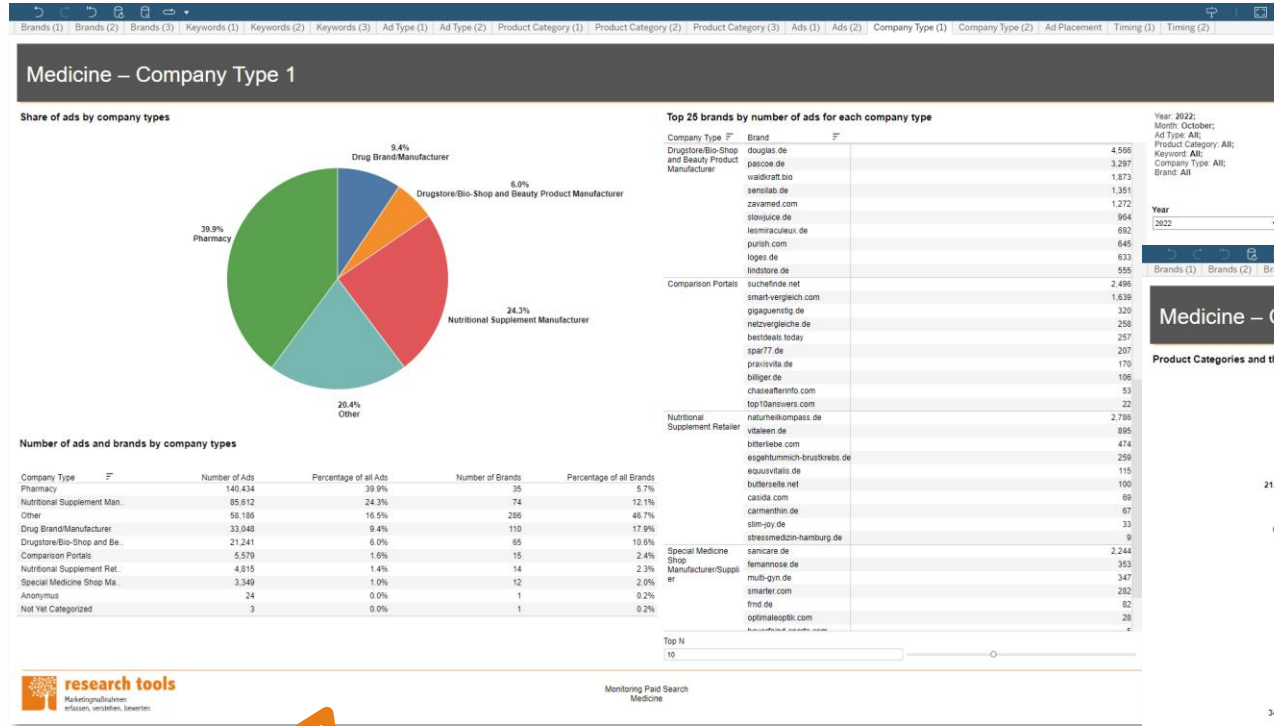 Brands (1) Brands (2) Brands (3) Keywords (1) Keywords (2) Keywords (3) Ad Type (1) Ad Type (2) Product Category (1) Product Category (2) Product Category (3) Ads (1) Ads (2) Company Type (1) Company Type (2) Ad Placement Timing (1) Timing (2)
Medicine – Company Type 1
Share of ads by company types
9.4%
Drug Brand/Manufacturer
6.0%
Drugstore/Bio-Shop and Beauty Product Manufacturer
39.9%
Pharmacy
24.3%
Nutritional Supplement Manufacturer
20.4%
Other
Number of ads and brands by company types
Company Type Number of Ads Percentage of all Ads Number of Brands Percentage of all Brands
Pharmacy 140,434 39.9% 35 5.7%
Nutritional Supplement Man.. 85,612 24.3% 74 12.1%
Other 58,186 16.5% 286 46.7%
Drug Brand/Manufacturer 33,048 9.4% 110 17.9%
Drugstore/Bio-Shop and Be.. 21,241 6.0% 65 10.6%
Comparison Portals 5,579 1.6% 15 2.4%
Nutritional Supplement Ret.. 4,815 1.4% 14 2.3%
Special Medicine Shop Ma.. 3,349 1.0% 12 2.0%
Anonymus 24 0.0% 1 0.2%
Not Yet Categorized 3 0.0% 1 0.2%
Top 25 brands by number of ads for each company type
Company Type Brand
Drugstore/Bio-Shop and Beauty Product Manufacturer
douglas.de 4,566
pascoe.de 3,297
waldkraft.bio 1,873
sensilab.de 1,351
zavamed.com 1,272
slowjuice.de 964
lesmiraculeux.de 692
purish.com 645
loges.de 633
lindstore.de 555
Comparison Portals
suchefinde.net 2,496
smart-vergleich.com 1,639
gigaguenstig.de 320
netzvergleiche.de 258
bestdeals.today 257
spar77.de 207
praxisvita.de 170
billiger.de 106
chaseafterinfo.com 53
top10answers.com 22
Nutritional Supplement Retailer
naturheilkompass.de 2,786
vitaleen.de 895
bitterliebe.com 474
esgehtummich-brustkrebs.de 259
equusvitalis.de 115
butterseite.net 100
casida.com 69
carmenthin.de 67
slim-joy.de 33
stressmedizin-hamburg.de 9
Special Medicine Shop Manufacturer/Suppli er
sanicare.de 2,244
femannose.de 353
multi-gyn.de 347
smarter.com 282
frnd.de 82
optimaleoptik.com 28
Top N
10
Year: 2022;
Month: October;
Ad Type: All;
Product Category: All;
Keyword: All;
Company Type: All;
Brand: All
Year
2022
Brands (1) Brands (2)
Medicine –
Product Categories and
21.
research tools
Marketingmaßnahmen
erfassen, verstehen, bewerten
Monitoring Paid Search
Medicine